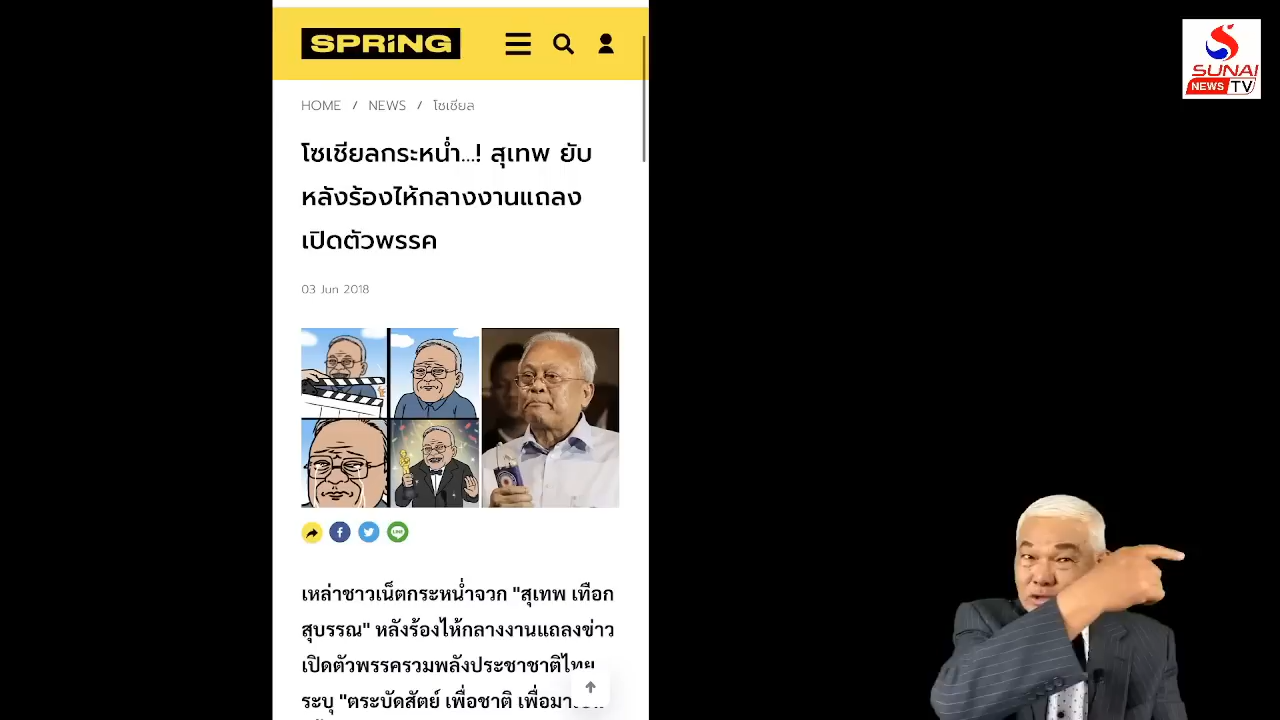 SPRiNG
HOME / NEWS / โซเชียล
โซเชียลกระหน่ำ...! สุเทพ ยับ
หลังร้องไห้กลางงานแถลง
เปิดตัวพรรค
03 Jun 2018
เหล่าชาวเน็ตกระหน่ำจวก "สุเทพ เทือก
สุบรรณ" หลังร้องไห้กลางงานแถลงข่าว
เปิดตัวพรรครวมพลังประชาชาติไทย
ระบุ "ตระบัดสัตย์ เพื่อชาติ
SUNAI
NEWS TV